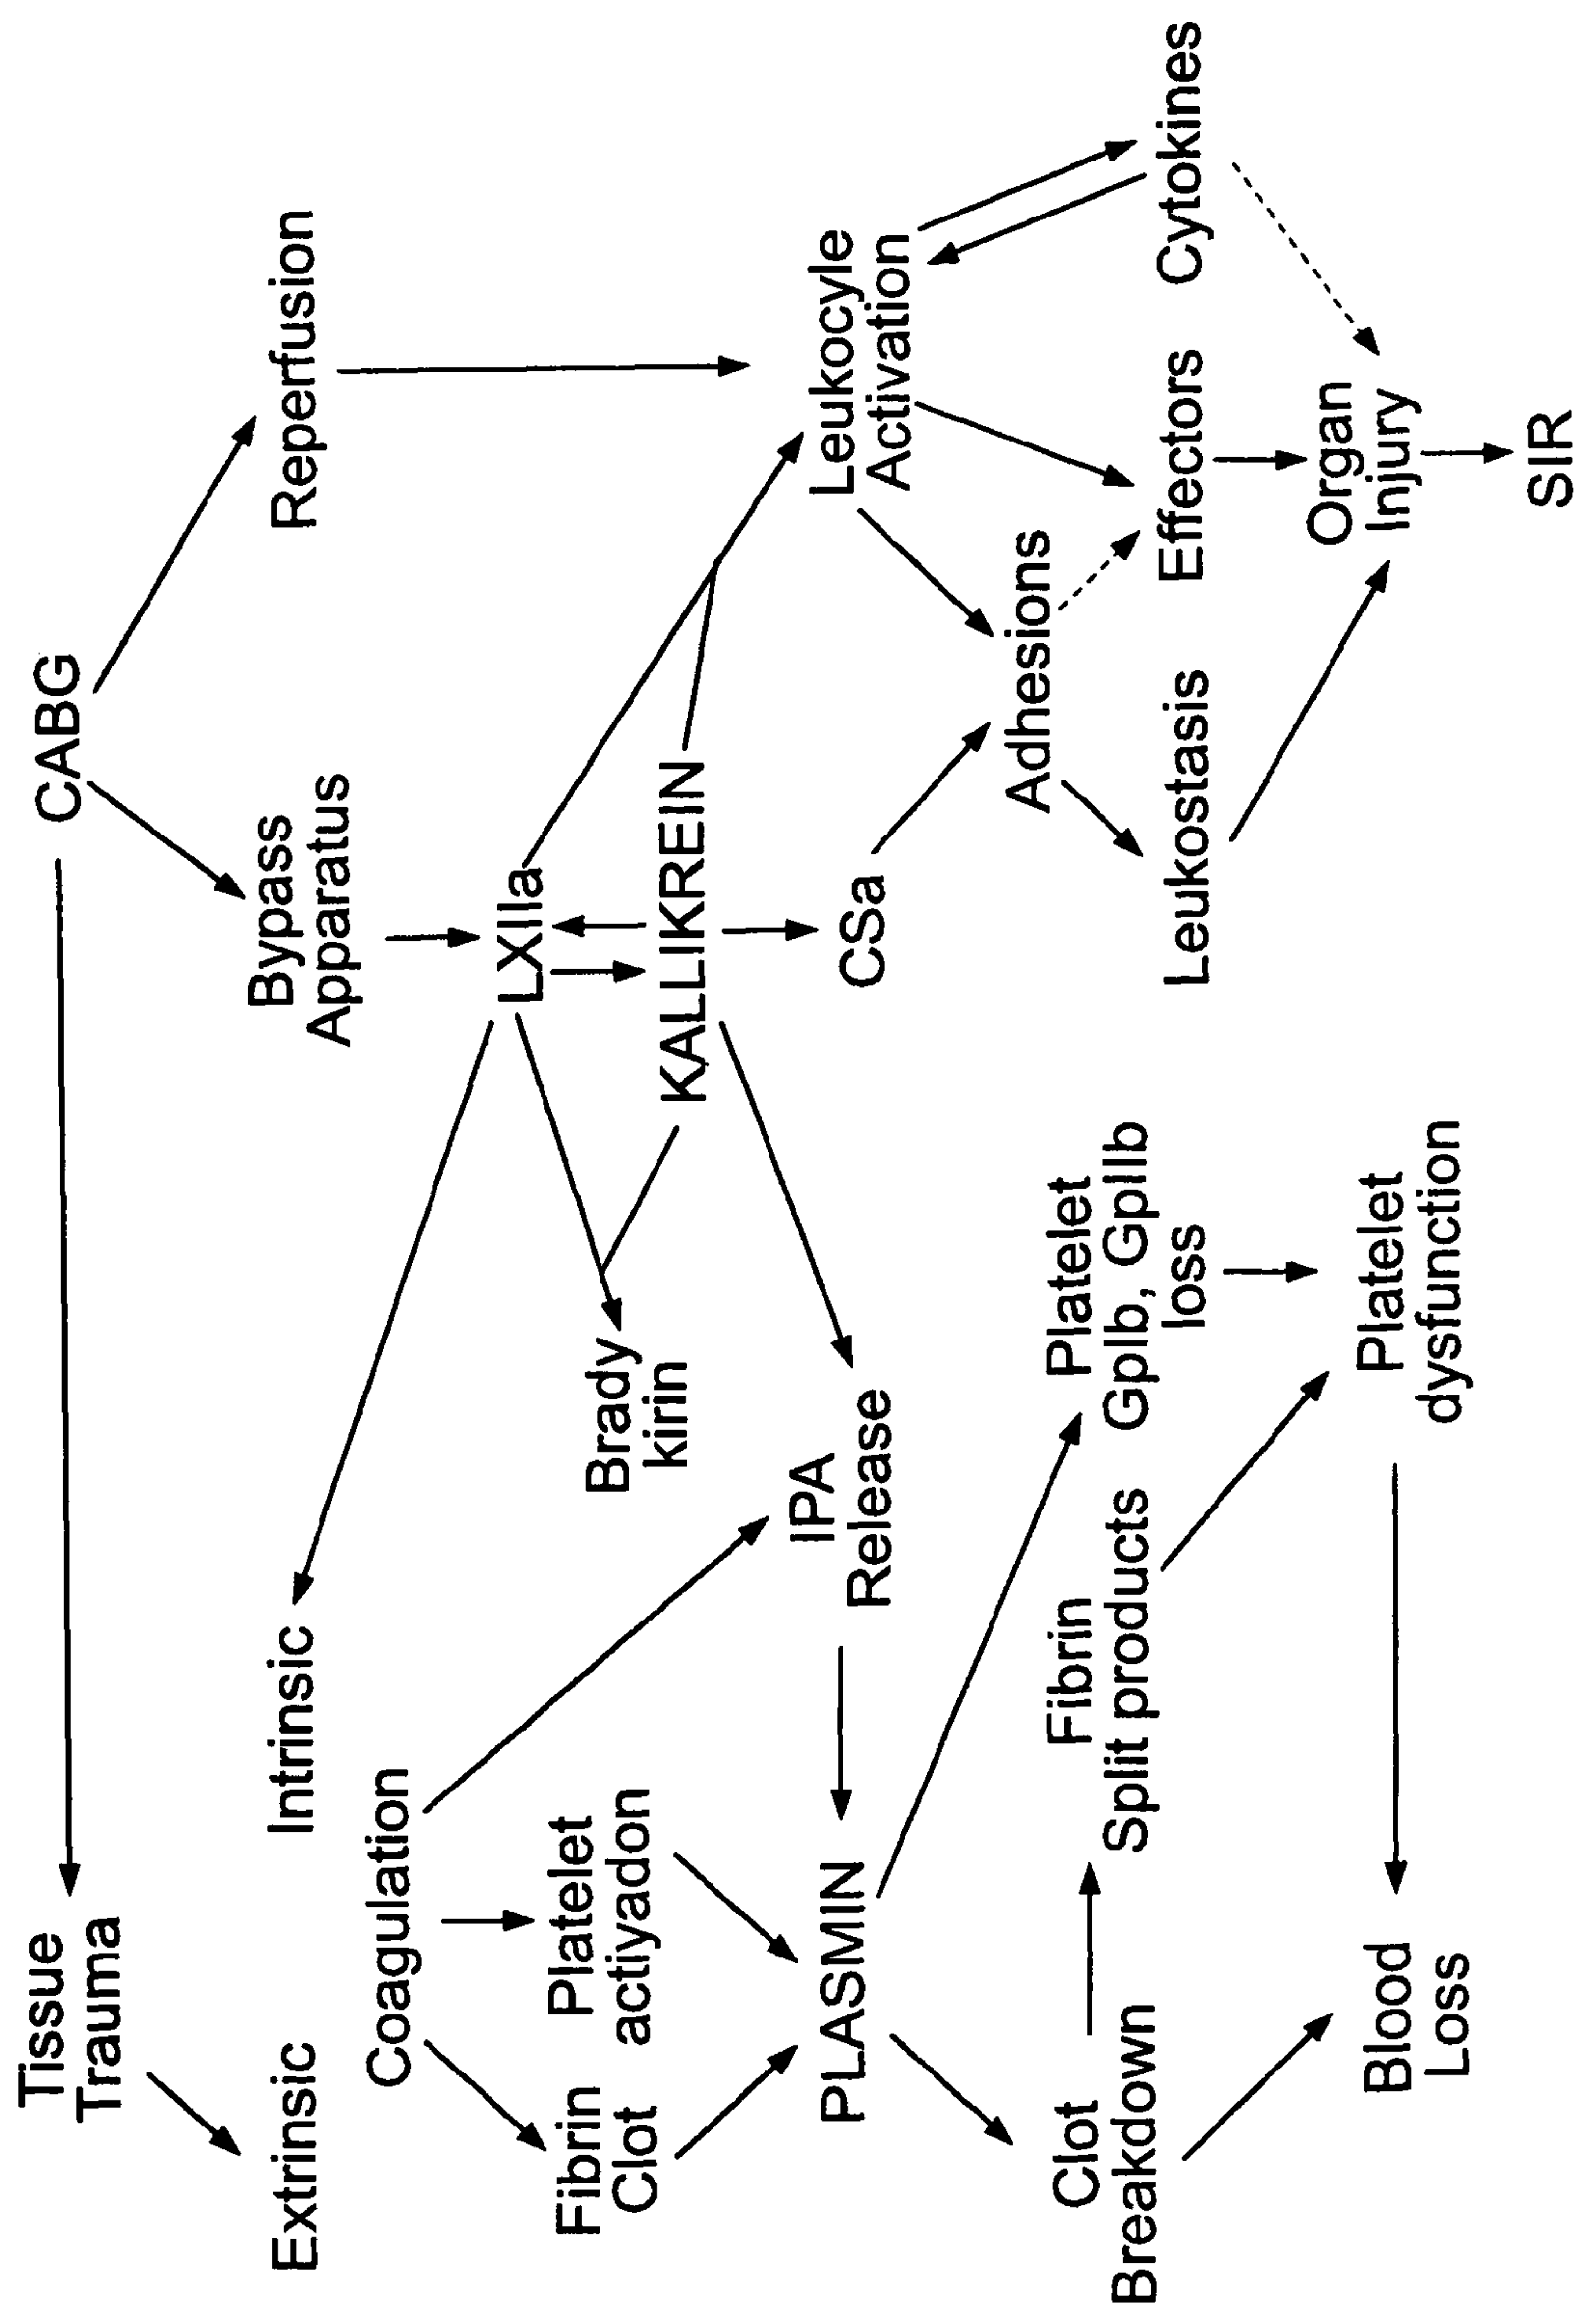 CABG
Tissue
Trauma
Bypass
Apparatus
Reperfusion
Extrinsic
Intrinsic
Coagulation
LXIIa
Fibrin
Clot
Platelet
actiyadon
Brady
kirin
KALLIKREIN
PLASMIN
IPA
Release
CSa
Leukocyle
Activation
Adhesions
Clot
Breakdown
Fibrin
Split products
Platelet
GpIb, GpIIb
loss
Leukostasis
Effectors
Cytokines
Blood
Loss
Platelet
dysfunction
Organ
Injury
SIR